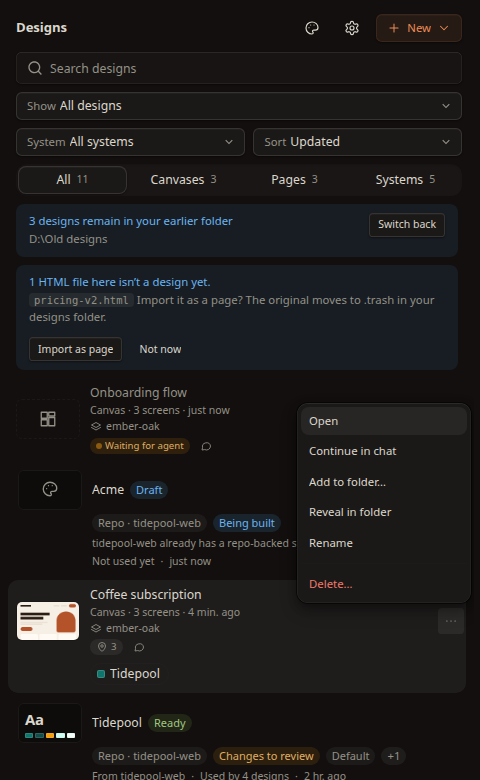 Designs
New
Search designs
Show All designs
System All systems
Sort Updated
All 11
Canvases 3
Pages 3
Systems 5
3 designs remain in your earlier folder
D:\Old designs
Switch back
1 HTML file here isn’t a design yet.
pricing-v2.html Import it as a page? The original moves to .trash in your
designs folder.
Import as page
Not now
Onboarding flow
Canvas · 3 screens · just now
ember-oak
Waiting for agent
Open
Continue in chat
Add to folder...
Reveal in folder
Rename
Delete...
Acme Draft
Repo · tidepool-web Being built
tidepool-web already has a repo-backed s
Not used yet · just now
Coffee subscription
Canvas · 3 screens · 4 min. ago
ember-oak
3
Tidepool
Aa
Tidepool Ready
Repo · tidepool-web Changes to review Default +1
From tidepool-web · Used by 4 designs · 2 hr. ago